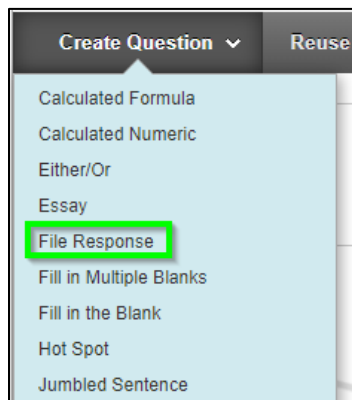 Create Question Reuse
Calculated Formula
Calculated Numeric
Either/Or
Essay
File Response
Fill in Multiple Blanks
Fill in the Blank
Hot Spot
Jumbled Sentence